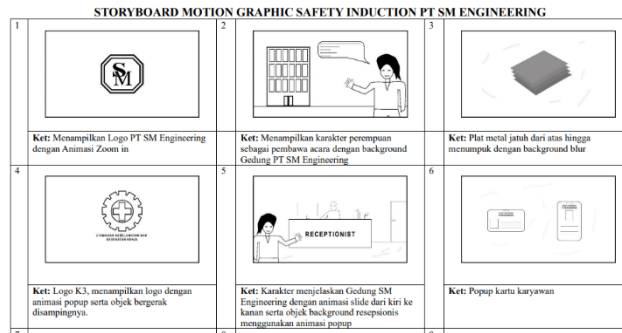 STORYBOARD MOTION GRAPHIC SAFETY INDUCTION PT SM ENGINEERING
1
2
3
SM
Ket: Menampilkan Logo PT SM Engineering
dengan Animasi Zoom in
Ket: Menampilkan karakter perempuan
sebagai pembawa acara dengan background
Gedung PT SM Engineering
Ket: Plat metal jatuh dari atas hingga
menumpuk dengan background blur
4
5
6
RECEPTIONIST
Ket: Logo K3, menampilkan logo dengan
animasi popup serta objek bergerak
disampingnya.
Ket: Karakter menjelaskan Gedung SM
Engineering dengan animasi slide dari kiri ke
kanan serta objek background resepsionis
menggunakan animasi popup
Ket: Popup kartu karyawan